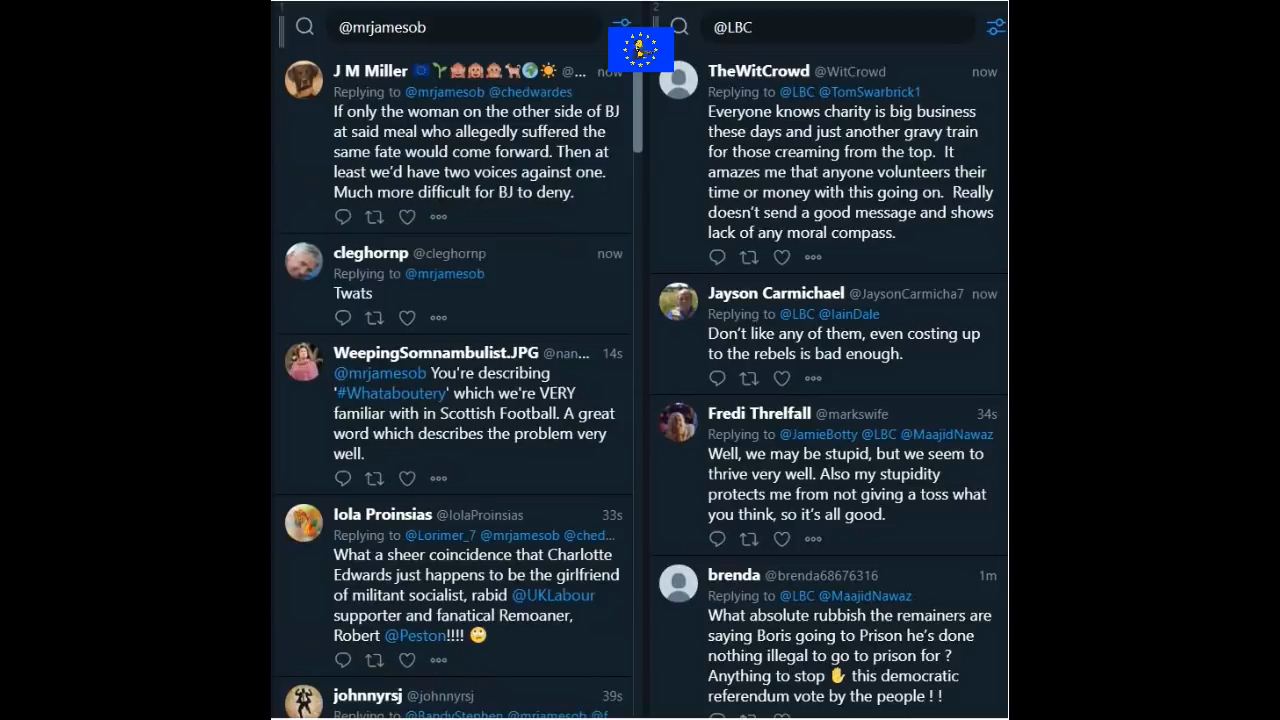 1
@mrjamesob
J M Miller @... now
Replying to @mrjamesob @chedwardes
If only the woman on the other side of BJ
at said meal who allegedly suffered the
same fate would come forward. Then at
least we'd have two voices against one.
Much more difficult for BJ to deny.
cleghornp @cleghornp now
Replying to @mrjamesob
Twats
WeepingSomnambulist.JPG @nan... 14s
@mrjamesob You're describing
'#Whataboutery' which we're VERY
familiar with in Scottish Football. A great
word which describes the problem very
well.
Iola Proinsias @IolaProinsias 33s
Replying to @Lorimer_7 @mrjamesob @ched...
What a sheer coincidence that Charlotte
Edwards just happens to be the girlfriend
of militant socialist, rabid @UKLabour
supporter and fanatical Remoaner,
Robert @Peston!!!! 🙄
johnnyrsj @johnnyrsj 39s
Replying to @BandyStephen @mrjamesob @f
2
@LBC
TheWitCrowd @WitCrowd now
Replying to @LBC @TomSwarbrick1
Everyone knows charity is big business
these days and just another gravy train
for those creaming from the top. It
amazes me that anyone volunteers their
time or money with this going on. Really
doesn't send a good message and shows
lack of any moral compass.
Jayson Carmichael @JaysonCarmicha7 now
Replying to @LBC @IainDale
Don't like any of them, even costing up
to the rebels is bad enough.
Fredi Threlfall @markswife 34s
Replying to @JamieBotty @LBC @MaajidNawaz
Well, we may be stupid, but we seem to
thrive very well. Also my stupidity
protects me from not giving a toss what
you think, so it's all good.
brenda @brenda68676316 1m
Replying to @LBC @MaajidNawaz
What absolute rubbish the remainers are
saying Boris going to Prison he's done
nothing illegal to go to prison for ?
Anything to stop ✋ this democratic
referendum vote by the people ! !